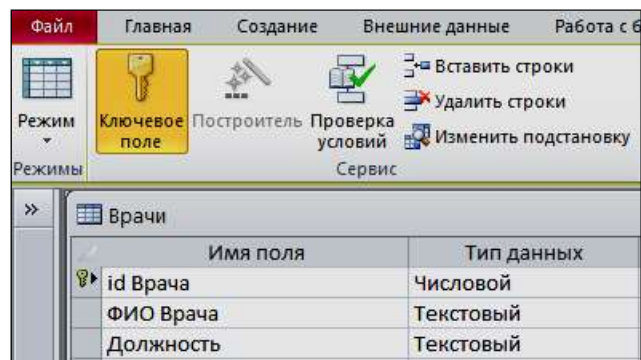 Файл Главная Создание Внешние данные Работа с б
Режим
Ключевое поле
Построитель
Проверка условий
Вставить строки
Удалить строки
Изменить подстановку
Режимы Сервис
» Врачи
Имя поля Тип данных
id Врача Числовой
ФИО Врача Текстовый
Должность Текстовый